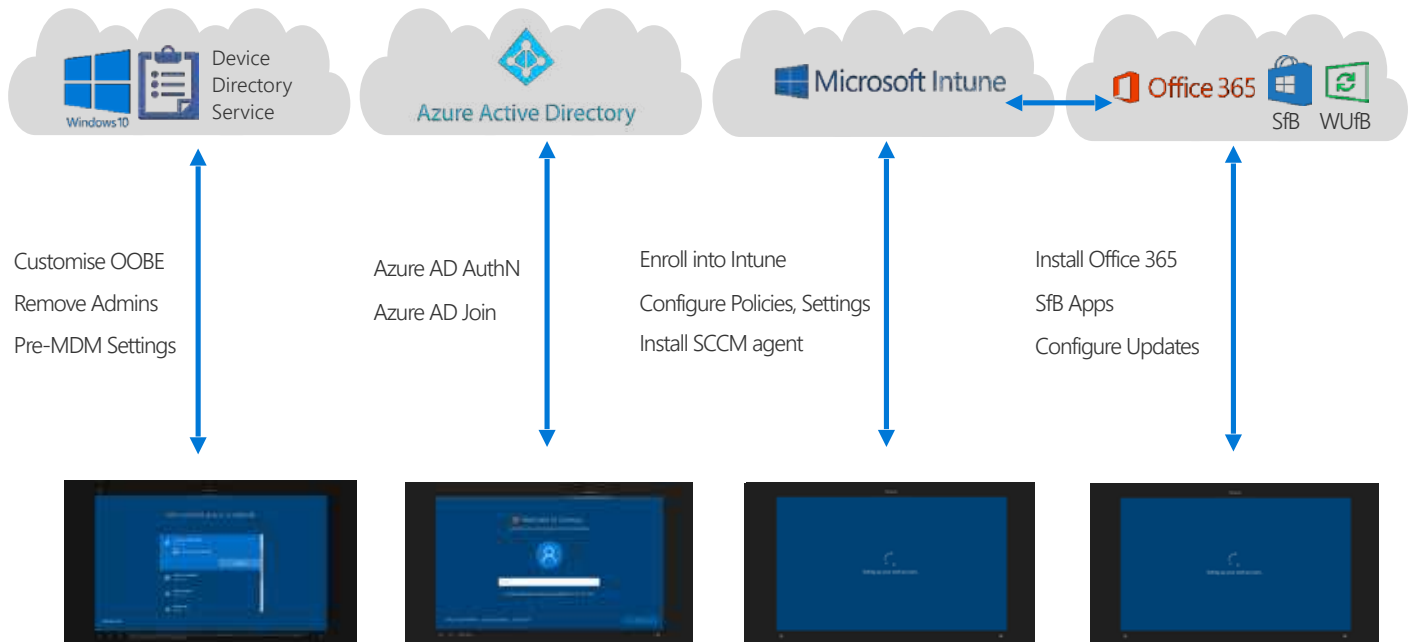 Device
Directory
Service
Windows10
Azure Active Directory
Microsoft Intune
Office 365
SfB
WUfB
Customise OOBE
Remove Admins
Pre-MDM Settings
Azure AD AuthN
Azure AD Join
Enroll into Intune
Configure Policies, Settings
Install SCCM agent
Install Office 365
SfB Apps
Configure Updates